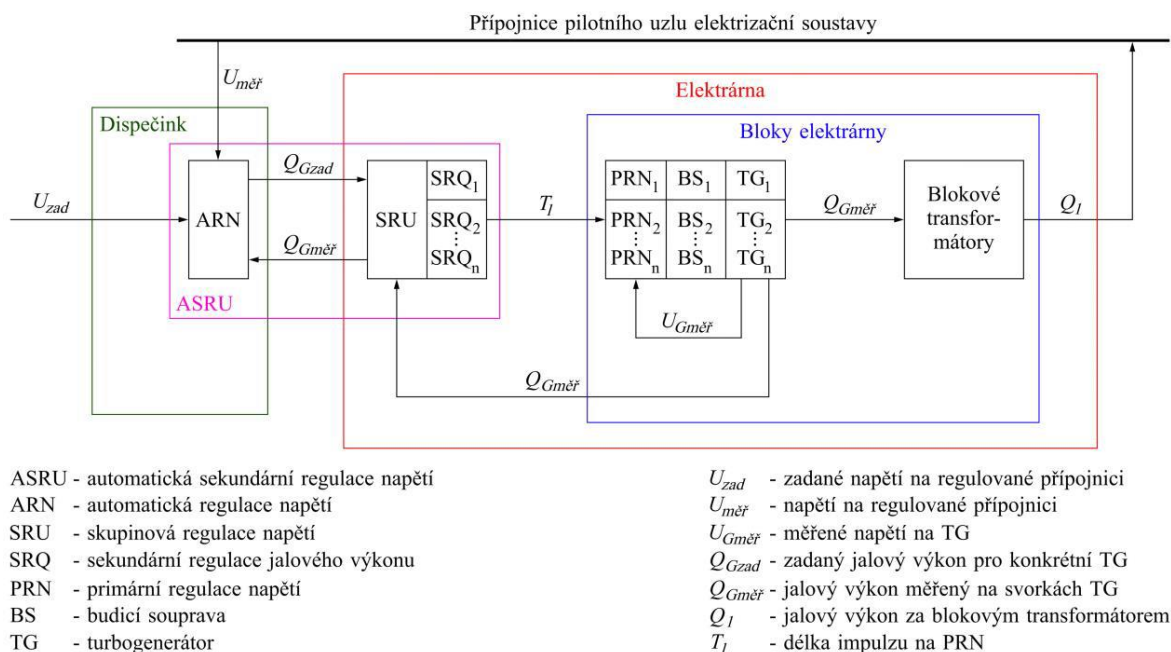 Přípojnice pilotního uzlu elektrizační soustavy
U_měř
Elektrárna
Dispečink
Bloky elektrárny
Q_Gzad
SRQ_1
PRN_1 BS_1 TG_1
U_zad
ARN
SRU
SRQ_2
⋮
SRQ_n
T_I
PRN_2 BS_2 TG_2
⋮ ⋮ ⋮
PRN_n BS_n TG_n
Q_Gměř
Blokové
transfor-
mátory
Q_I
Q_Gměř
ASRU
U_Gměř
Q_Gměř
ASRU - automatická sekundární regulace napětí
ARN - automatická regulace napětí
SRU - skupinová regulace napětí
SRQ - sekundární regulace jalového výkonu
PRN - primární regulace napětí
BS - budicí souprava
TG - turbogenerátor
U_zad - zadané napětí na regulované přípojnici
U_měř - napětí na regulované přípojnici
U_Gměř - měřené napětí na TG
Q_Gzad - zadaný jalový výkon pro konkrétní TG
Q_Gměř - jalový výkon měřený na svorkách TG
Q_I - jalový výkon za blokovým transformátorem
T_I - délka impulzu na PRN